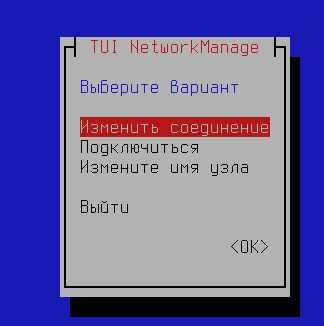 TUI NetworkManage
Выберите Вариант
Изменить соединение
Подключиться
Измените имя узла
Выйти
<OK>